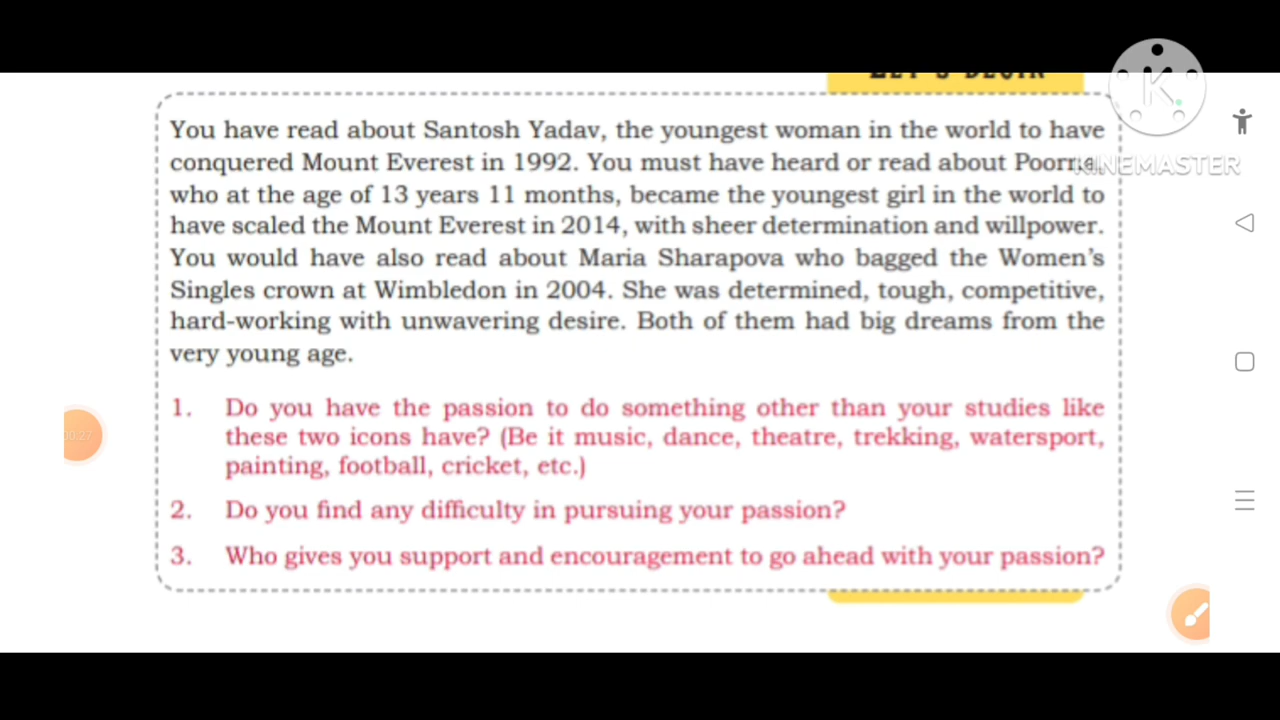 You have read about Santosh Yadav, the youngest woman in the world to have
conquered Mount Everest in 1992. You must have heard or read about
who at the age of 13 years 11 months, became the youngest girl in the world to
have scaled the Mount Everest in 2014, with sheer determination and willpower.
You would have also read about Maria Sharapova who bagged the Women's
Singles crown at Wimbledon in 2004. She was determined, tough, competitive,
hard-working with unwavering desire. Both of them had big dreams from the
very young age.
1. Do you have the passion to do something other than your studies like
these two icons have? (Be it music, dance, theatre, trekking, watersport,
painting, football, cricket, etc.)
2. Do you find any difficulty in pursuing your passion?
3. Who gives you support and encouragement to go ahead with your passion?
K
KINEMASTER
00:27